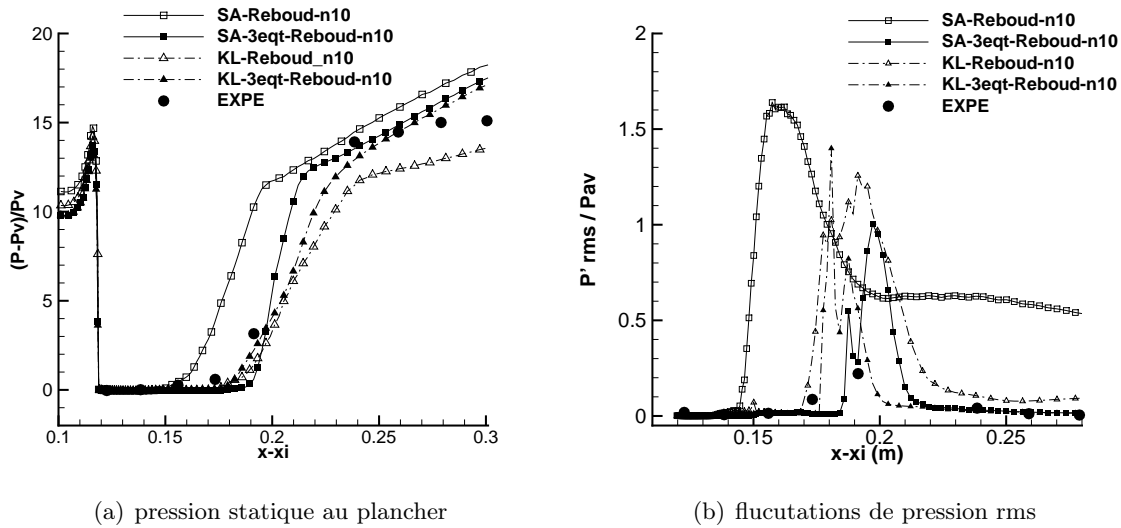 SA-Reboud-n10
SA-3eqt-Reboud-n10
KL-Reboud_n10
KL-3eqt-Reboud-n10
EXPE
(P-Pv)/Pv
20
15
10
5
0
0.1 0.15 0.2 0.25 0.3
x-xi
(a) pression statique au plancher
SA-Reboud-n10
SA-3eqt-Reboud-n10
KL-Reboud-n10
KL-3eqt-Reboud-n10
EXPE
P' rms / Pav
2
1.5
1
0.5
0
0.15 0.2 0.25
x-xi (m)
(b) flucutations de pression rms